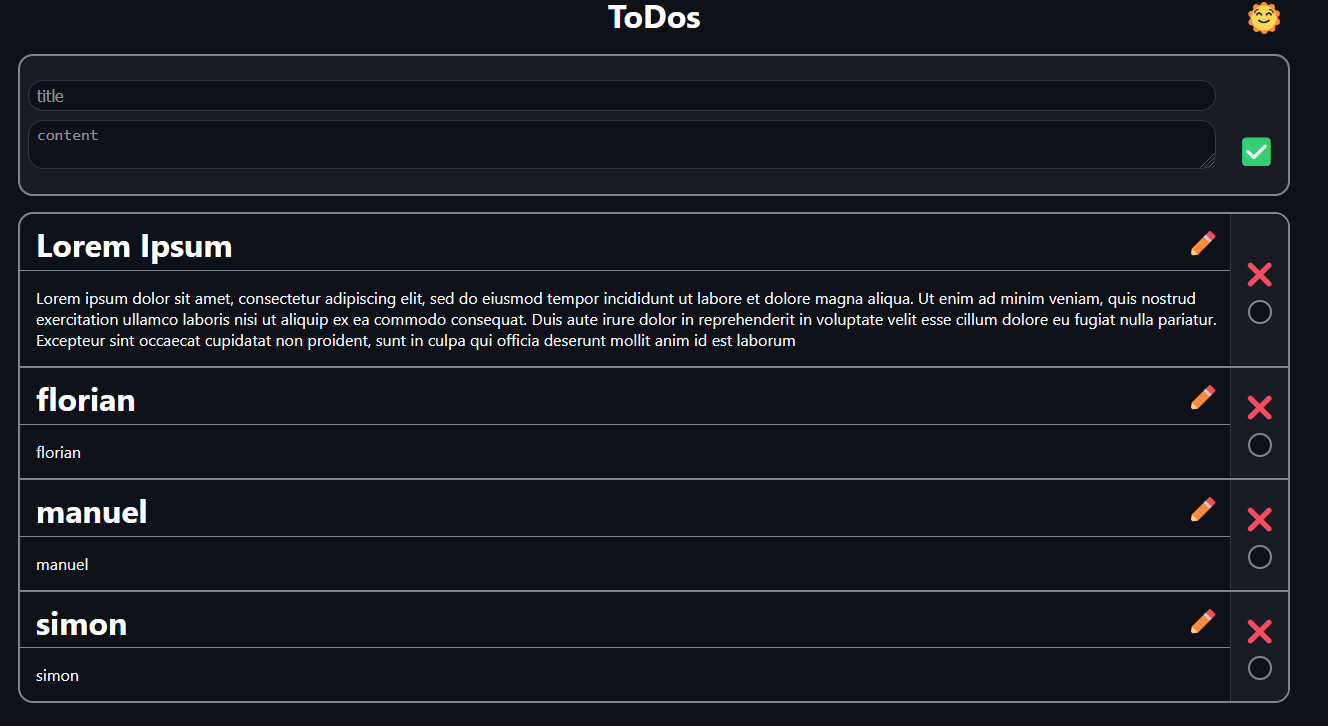 ToDos
title
content
Lorem Ipsum
Lorem ipsum dolor sit amet, consectetur adipiscing elit, sed do eiusmod tempor incididunt ut labore et dolore magna aliqua. Ut enim ad minim veniam, quis nostrud
exercitation ullamco laboris nisi ut aliquip ex ea commodo consequat. Duis aute irure dolor in reprehenderit in voluptate velit esse cillum dolore eu fugiat nulla pariatur.
Excepteur sint occaecat cupidatat non proident, sunt in culpa qui officia deserunt mollit anim id est laborum
florian
florian
manuel
manuel
simon
simon